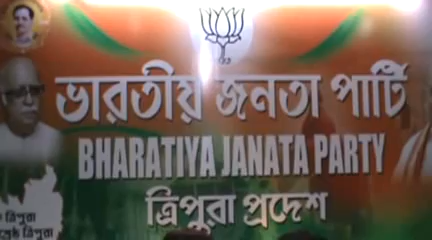 ভারতীয় জনতা পার্টি
BHARATIYA JANATA PARTY
ত্রিপুরা প্রদেশ
ত্রিপুরা
শ্রেষ্ঠ ত্রিপুরা